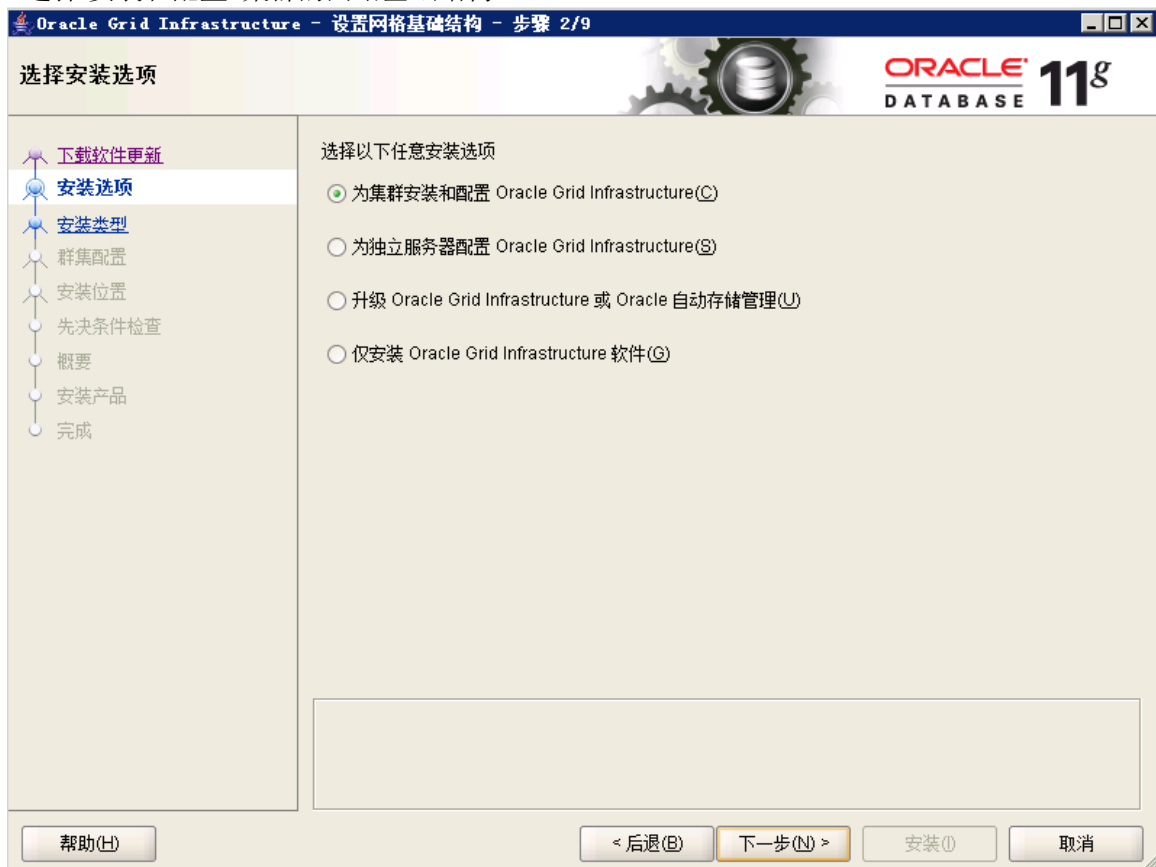 Oracle Grid Infrastructure - 设置网格基础结构 - 步骤 2/9
选择安装选项
ORACLE
DATABASE
11g
下载软件更新
安装选项
安装类型
群集配置
安装位置
先决条件检查
概要
安装产品
完成
选择以下任意安装选项
为集群安装和配置 Oracle Grid Infrastructure(C)
为独立服务器配置 Oracle Grid Infrastructure(S)
升级 Oracle Grid Infrastructure 或 Oracle 自动存储管理(U)
仅安装 Oracle Grid Infrastructure 软件(G)
帮助(H)
< 后退(B)
下一步(N) >
安装(I)
取消